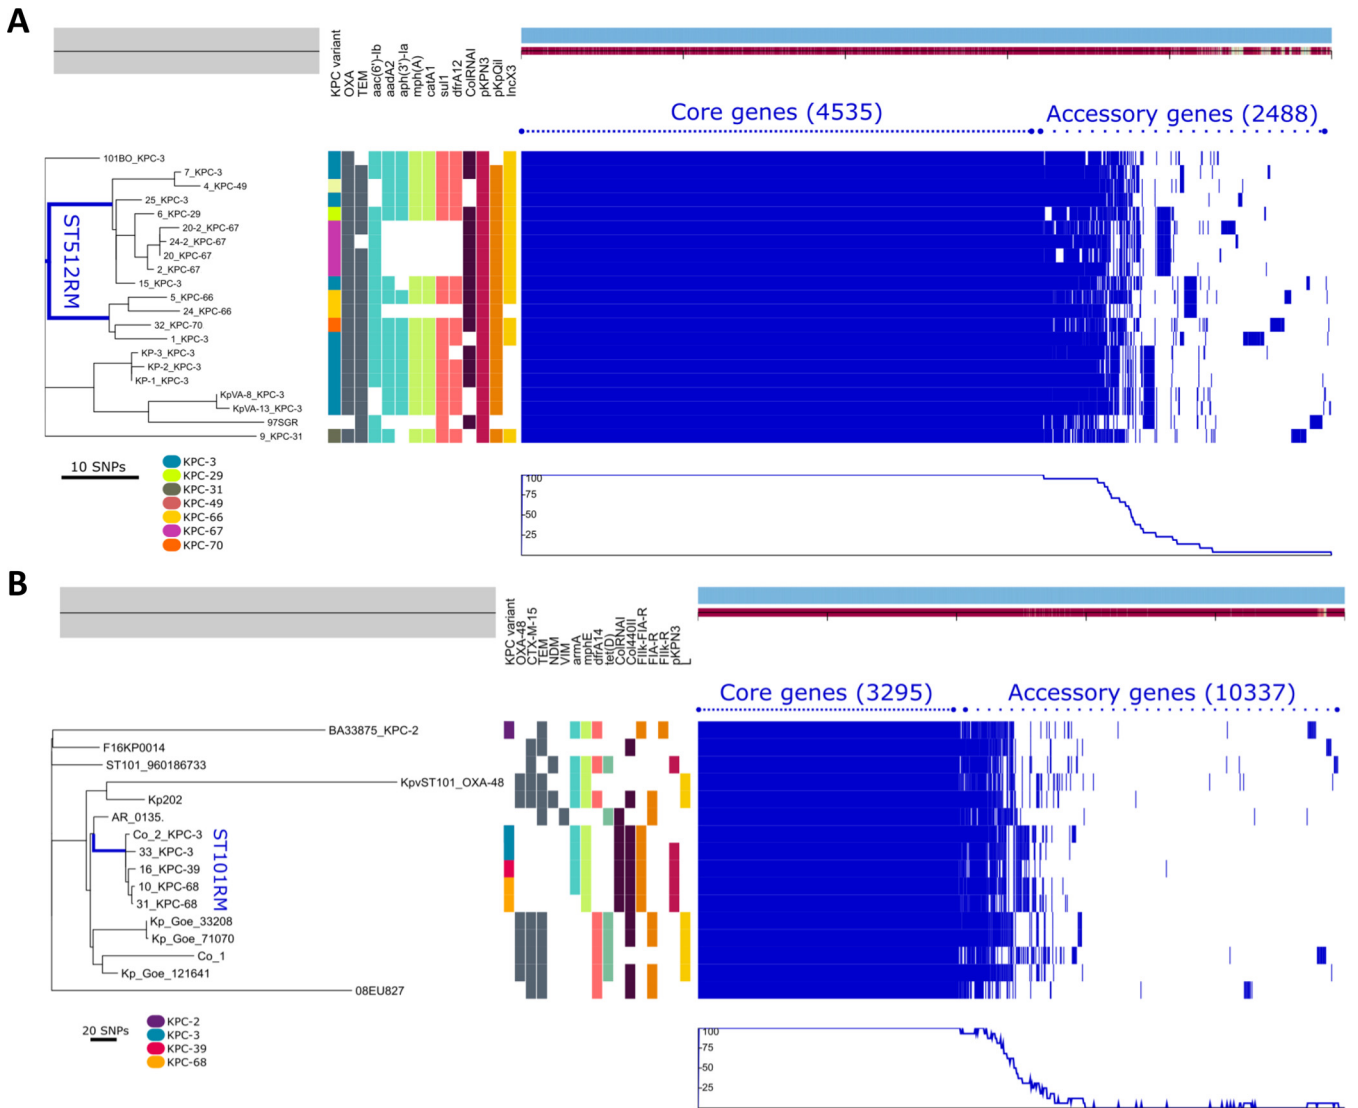 A
KPC variant
OXA
TEM
aac(6')-Ib
aadA2
aph(3')-Ia
mph(A)
catA1
sul1
dfrA12
ColRNAI
pKPN3
pKpQil
IncX3
Core genes (4535)
Accessory genes (2488)
101BO_KPC-3
7_KPC-3
4_KPC-49
25_KPC-3
6_KPC-29
20-2_KPC-67
24-2_KPC-67
20_KPC-67
2_KPC-67
15_KPC-3
5_KPC-66
24_KPC-66
32_KPC-70
1_KPC-3
KP-3_KPC-3
KP-2_KPC-3
KP-1_KPC-3
KpVA-8_KPC-3
KpVA-13_KPC-3
97SGR
9_KPC-31
ST512RM
10 SNPs
KPC-3
KPC-29
KPC-31
KPC-49
KPC-66
KPC-67
KPC-70
100
75
50
25
B
KPC variant
OXA-48
CTX-M-15
TEM
NDM
VIM
armA
mphE
dfrA14
tet(D)
ColRNAI
Col440II
FIIk-FIA-R
FIA-R
FIIk-R
pKPN3
L
Core genes (3295)
Accessory genes (10337)
BA33875_KPC-2
F16KP0014
ST101_960186733
KpvST101_OXA-48
Kp202
AR_0135.
Co_2_KPC-3
33_KPC-3
16_KPC-39
10_KPC-68
31_KPC-68
Kp_Goe_33208
Kp_Goe_71070
Co_1
Kp_Goe_121641
08EU827
ST101RM
20 SNPs
KPC-2
KPC-3
KPC-39
KPC-68
100
75
50
25